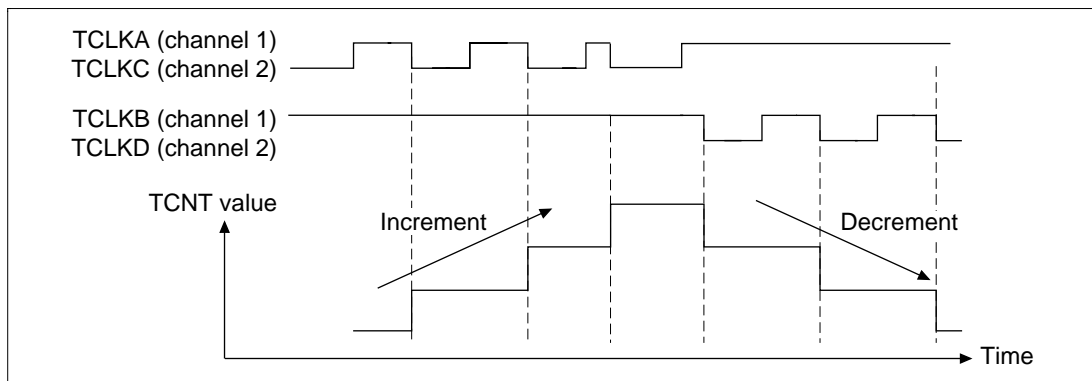 TCLKA (channel 1)
TCLKC (channel 2)
TCLKB (channel 1)
TCLKD (channel 2)
TCNT value
Increment
Decrement
Time